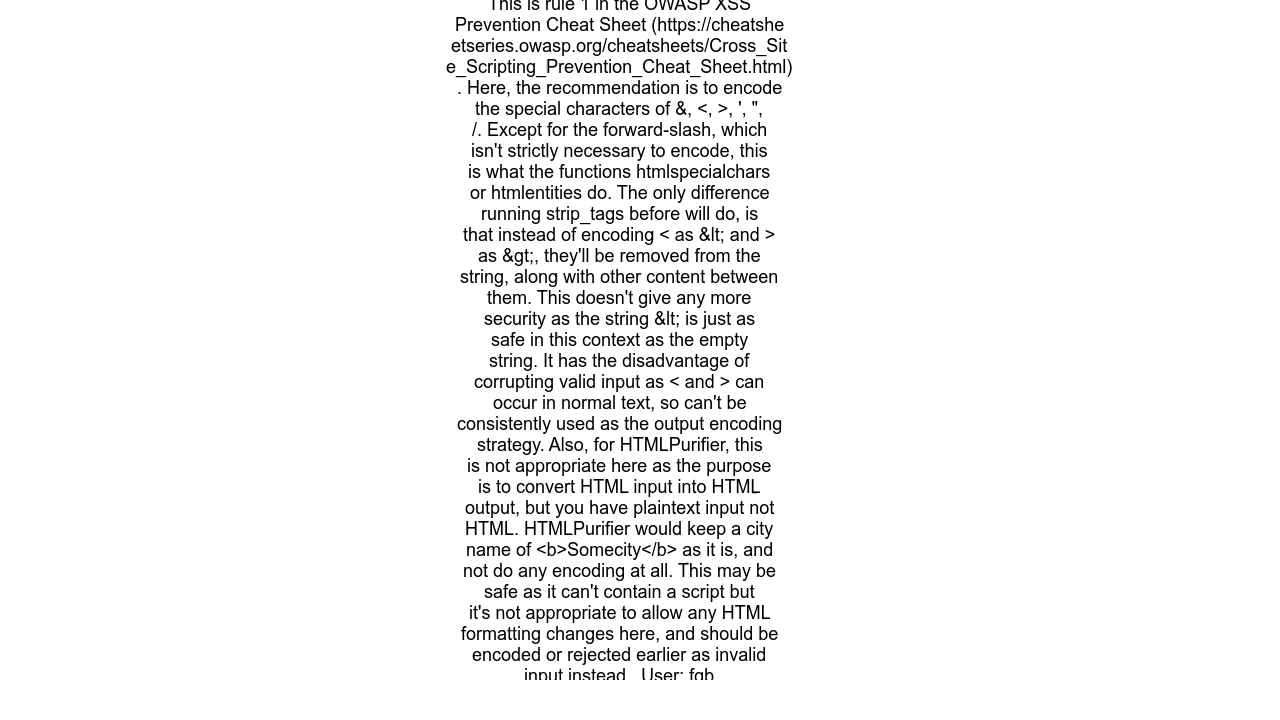 This is rule 1 in the OWASP XSS
Prevention Cheat Sheet (https://cheatshe
etseries.owasp.org/cheatsheets/Cross_Sit
e_Scripting_Prevention_Cheat_Sheet.html)
. Here, the recommendation is to encode
the special characters of &, <, >, ', ",
/. Except for the forward-slash, which
isn't strictly necessary to encode, this
is what the functions htmlspecialchars
or htmlentities do. The only difference
running strip_tags before will do, is
that instead of encoding < as &lt; and >
as &gt;, they'll be removed from the
string, along with other content between
them. This doesn't give any more
security as the string &lt; is just as
safe in this context as the empty
string. It has the disadvantage of
corrupting valid input as < and > can
occur in normal text, so can't be
consistently used as the output encoding
strategy. Also, for HTMLPurifier, this
is not appropriate here as the purpose
is to convert HTML input into HTML
output, but you have plaintext input not
HTML. HTMLPurifier would keep a city
name of <b>Somecity</b> as it is, and
not do any encoding at all. This may be
safe as it can't contain a script but
it's not appropriate to allow any HTML
formatting changes here, and should be
encoded or rejected earlier as invalid
input instead.  User: fgb